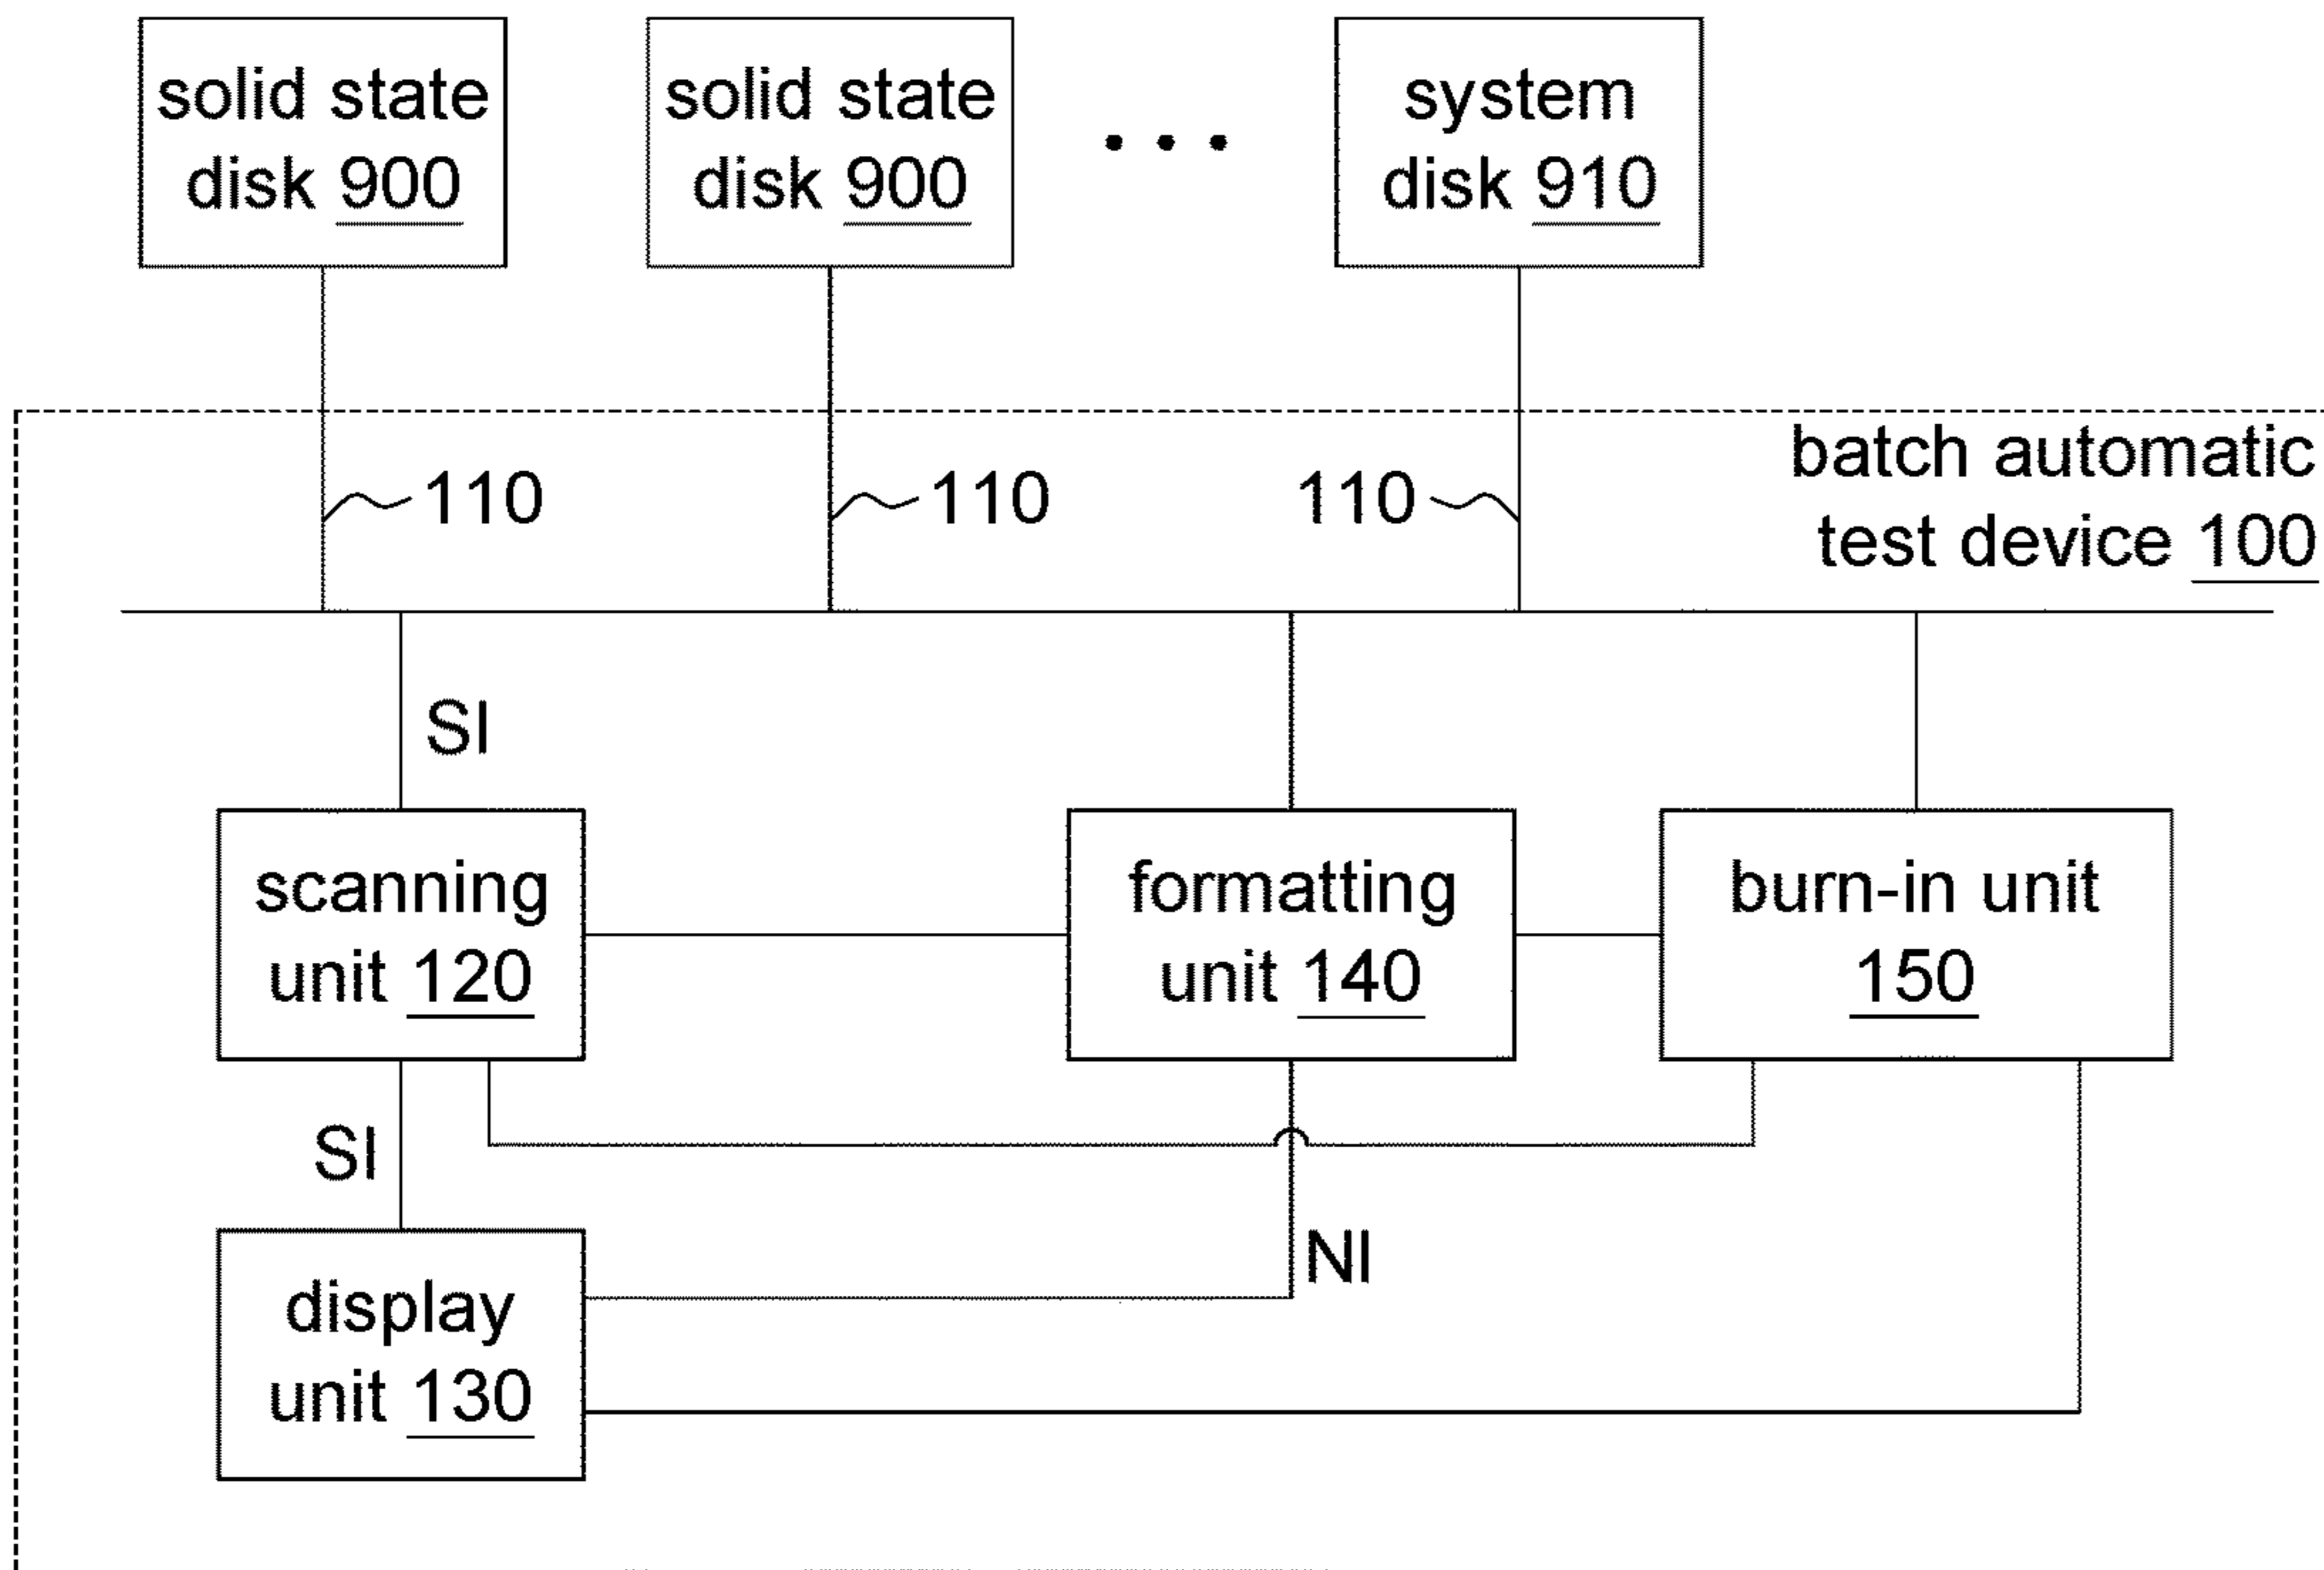 solid state
disk 900
solid state
disk 900
system
disk 910
batch automatic
test device 100
110
110
110
SI
scanning
unit 120
formatting
unit 140
burn-in unit
150
SI
NI
display
unit 130